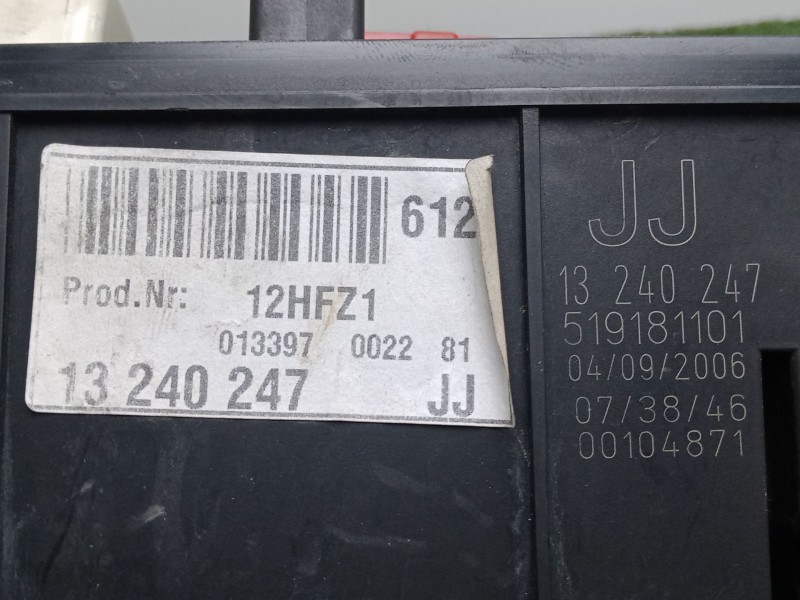 612
Prod.Nr: 12HFZ1
013397 0022 81
13 240 247 JJ
JJ
13 240 247
519181101
04/09/2006
07/38/46
00104871